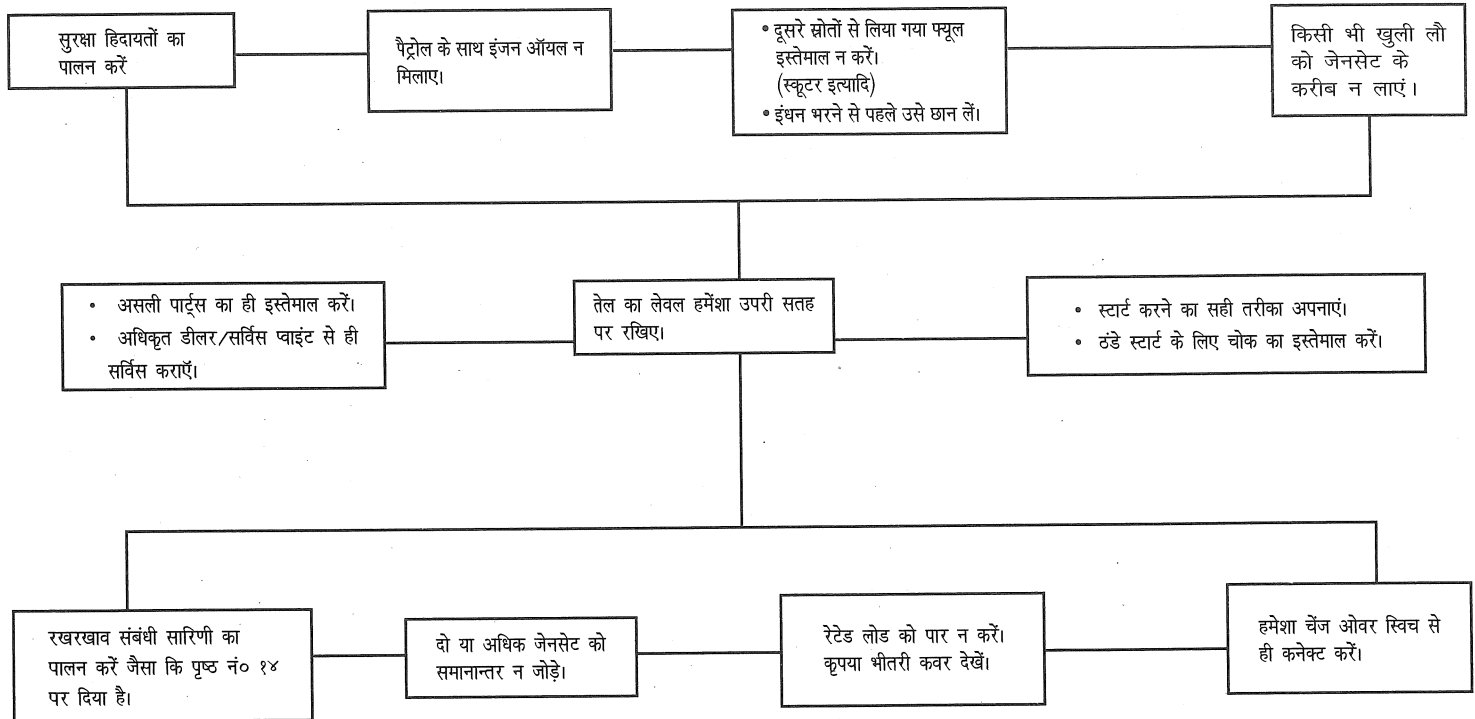 सुरक्षा हिदायतों का
पालन करें
पैट्रोल के साथ इंजन ऑयल न
मिलाए।
• दूसरे स्रोतों से लिया गया फ्यूल
इस्तेमाल न करें।
(स्कूटर इत्यादि)
• इंधन भरने से पहले उसे छान लें।
किसी भी खुली लौ
को जेनसेट के
करीब न लाएं।
• असली पार्ट्स का ही इस्तेमाल करें।
• अधिकृत डीलर/सर्विस प्वाइंट से ही
सर्विस कराऍ।
तेल का लेवल हमेंशा उपरी सतह
पर रखिए।
• स्टार्ट करने का सही तरीका अपनाएं।
• ठंडे स्टार्ट के लिए चोक का इस्तेमाल करें।
रखरखाव संबंधी सारिणी का
पालन करें जैसा कि पृष्ठ नं० १४
पर दिया है।
दो या अधिक जेनसेट को
समानान्तर न जोड़े।
रेटेड लोड को पार न करें।
कृपया भीतरी कवर देखें।
हमेशा चेंज ओवर स्विच से
ही कनेक्ट करें।